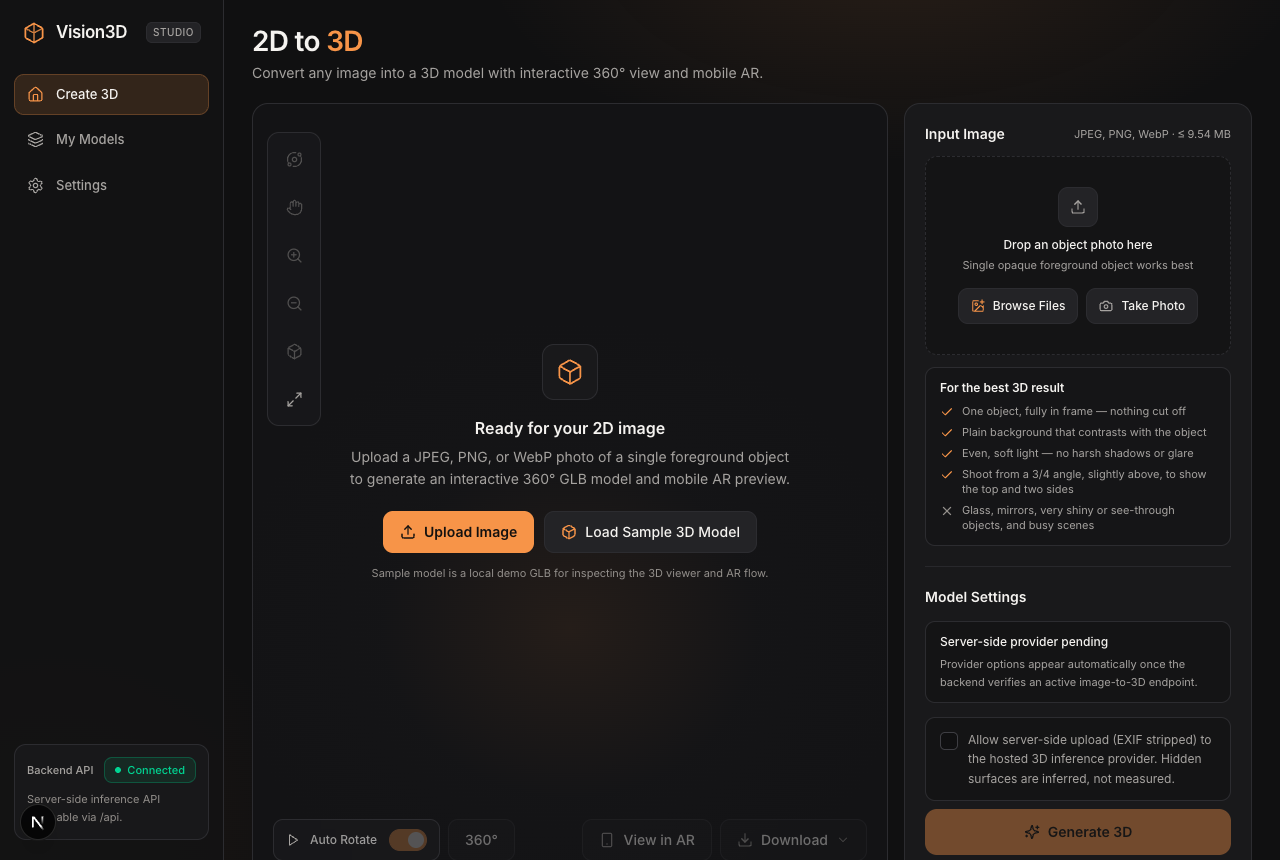 Vision3D
STUDIO
Create 3D
My Models
Settings
Backend API
Connected
Server-side inference API
able via /api.
N
2D to 3D
Convert any image into a 3D model with interactive 360° view and mobile AR.
Ready for your 2D image
Upload a JPEG, PNG, or WebP photo of a single foreground object
to generate an interactive 360° GLB model and mobile AR preview.
Upload Image
Load Sample 3D Model
Sample model is a local demo GLB for inspecting the 3D viewer and AR flow.
Auto Rotate
360°
View in AR
Download
Input Image
JPEG, PNG, WebP · ≤ 9.54 MB
Drop an object photo here
Single opaque foreground object works best
Browse Files
Take Photo
For the best 3D result
One object, fully in frame — nothing cut off
Plain background that contrasts with the object
Even, soft light — no harsh shadows or glare
Shoot from a 3/4 angle, slightly above, to show
the top and two sides
Glass, mirrors, very shiny or see-through
objects, and busy scenes
Model Settings
Server-side provider pending
Provider options appear automatically once the
backend verifies an active image-to-3D endpoint.
Allow server-side upload (EXIF stripped) to
the hosted 3D inference provider. Hidden
surfaces are inferred, not measured.
Generate 3D